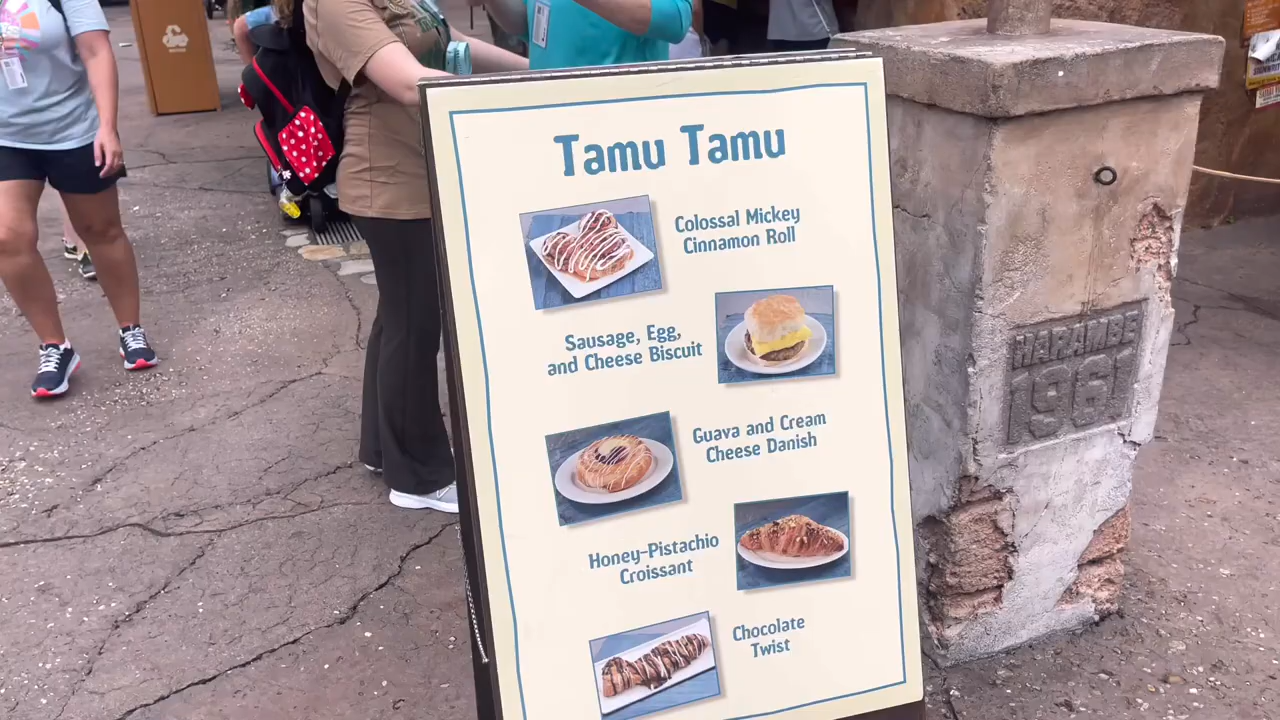 Tamu Tamu
Colossal Mickey
Cinnamon Roll
Sausage, Egg,
and Cheese Biscuit
Guava and Cream
Cheese Danish
Honey-Pistachio
Croissant
Chocolate
Twist
HARAMBE
1961